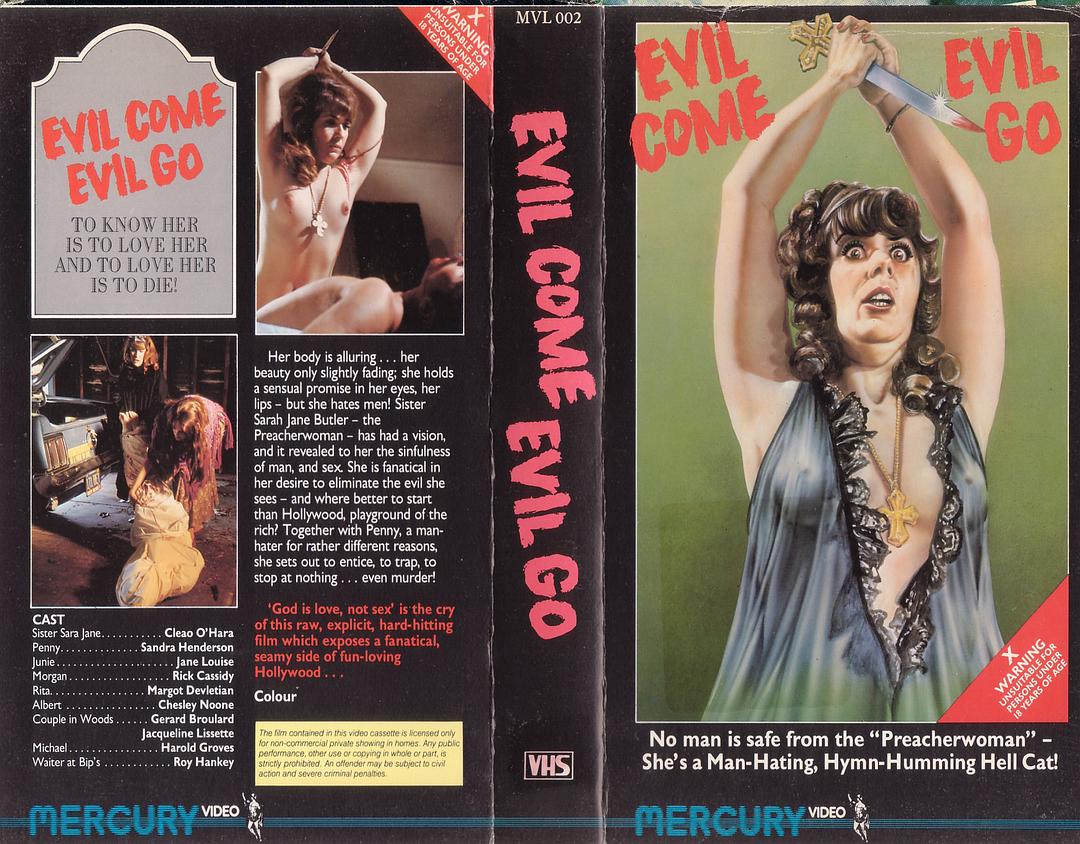 EVIL COME
EVIL GO
TO KNOW HER
IS TO LOVE HER
AND TO LOVE HER
IS TO DIE!
X
WARNING
UNSUITABLE FOR
PERSONS UNDER
18 YEARS OF AGE
Her body is alluring . . . her
beauty only slightly fading; she holds
a sensual promise in her eyes, her
lips – but she hates men! Sister
Sarah Jane Butler – the
Preacherwoman – has had a vision,
and it revealed to her the sinfulness
of man, and sex. She is fanatical in
her desire to eliminate the evil she
sees – and where better to start
than Hollywood, playground of the
rich? Together with Penny, a man-
hater for rather different reasons,
she sets out to entice, to trap, to
stop at nothing . . . even murder!
'God is love, not sex' is the cry
of this raw, explicit, hard-hitting
film which exposes a fanatical,
seamy side of fun-loving
Hollywood . . .
Colour
CAST
Sister Sara Jane........... Cleao O'Hara
Penny.............. Sandra Henderson
Junie..................... Jane Louise
Morgan.................. Rick Cassidy
Rita................ Margot Devletian
Albert ................ Chesley Noone
Couple in Woods ...... Gerard Broulard
Jacqueline Lissette
Michael................ Harold Groves
Waiter at Bip's ............ Roy Hankey
The film contained in this video cassette is licensed only
for non-commercial private showing in homes. Any public
performance, other use or copying in whole or part, is
strictly prohibited. An offender may be subject to civil
action and severe criminal penalties.
MERCURY VIDEO
MVL 002
EVIL COME EVIL GO
VHS
EVIL
COME
EVIL
GO
X
WARNING
UNSUITABLE FOR
PERSONS UNDER
18 YEARS OF AGE
No man is safe from the "Preacherwoman" –
She's a Man-Hating, Hymn-Humming Hell Cat!
MERCURY VIDEO